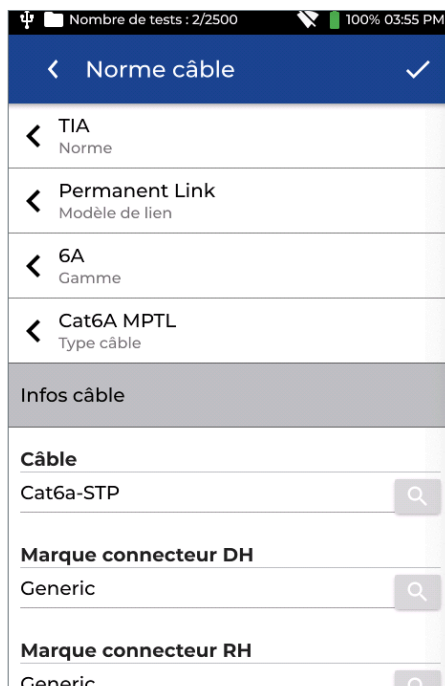 Nombre de tests : 2/2500 100% 03:55 PM
Norme câble
TIA
Norme
Permanent Link
Modèle de lien
6A
Gamme
Cat6A MPTL
Type câble
Infos câble
Câble
Cat6a-STP
Marque connecteur DH
Generic
Marque connecteur RH
Generic